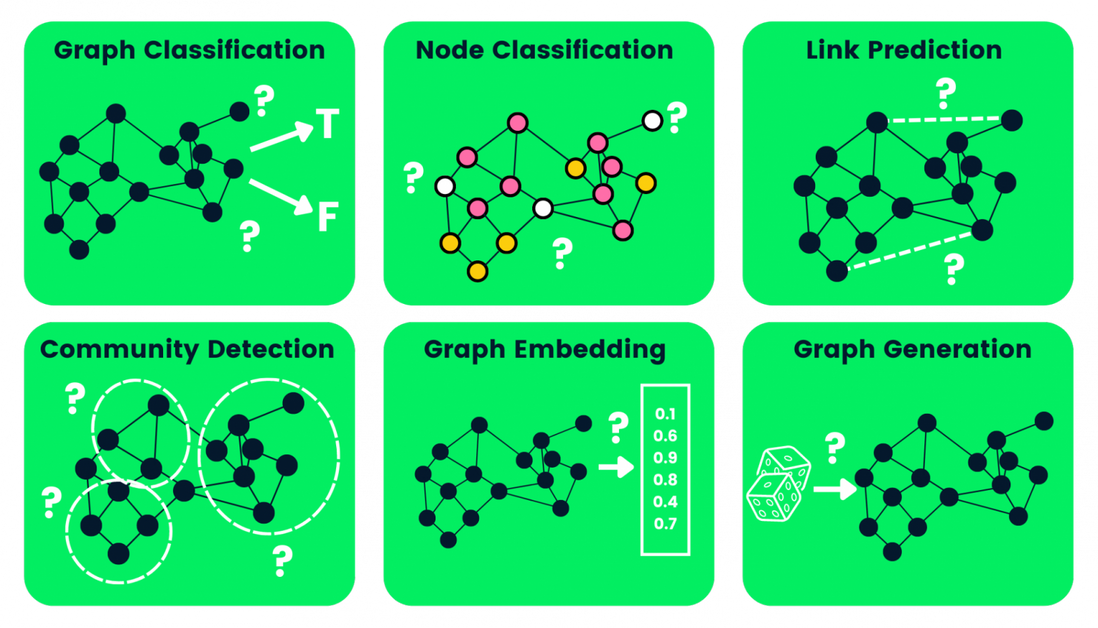 Graph Classification
?
T
F
?
Node Classification
?
?
?
Link Prediction
?
?
Community Detection
?
?
?
Graph Embedding
?
0.1
0.6
0.9
0.8
0.4
0.7
Graph Generation
?